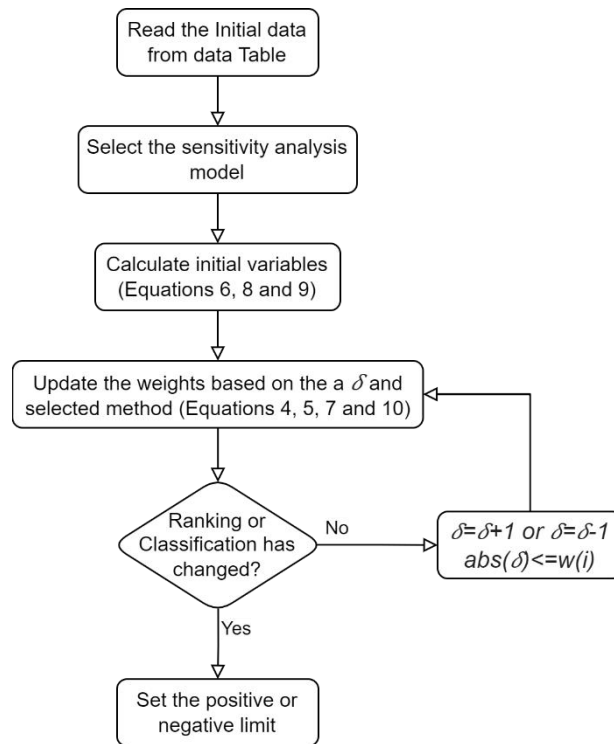 Read the Initial data
from data Table
Select the sensitivity analysis
model
Calculate initial variables
(Equations 6, 8 and 9)
Update the weights based on the a δ and
selected method (Equations 4, 5, 7 and 10)
Ranking or
Classification has
changed?
No
δ=δ+1 or δ=δ-1
abs(δ)<=w(i)
Yes
Set the positive or
negative limit